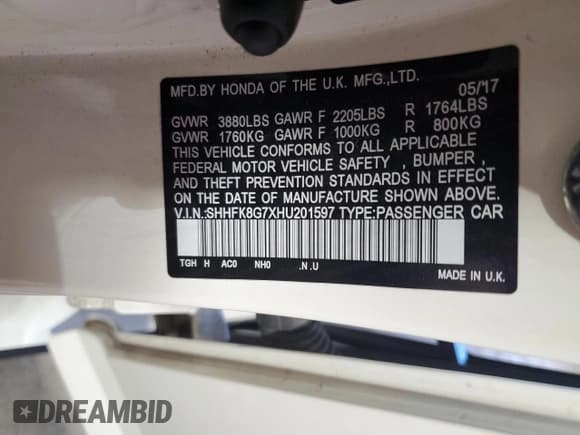 MFD.BY HONDA OF THE U.K. MFG.,LTD.
05/17
GVWR 3880LBS GAWR F 2205LBS R 1764LBS
GVWR 1760KG GAWR F 1000KG R 800KG
THIS VEHICLE CONFORMS TO ALL APPLICABLE
FEDERAL MOTOR VEHICLE SAFETY , BUMPER ,
AND THEFT PREVENTION STANDARDS IN EFFECT
ON THE DATE OF MANUFACTURE SHOWN ABOVE.
V.I.N.:SHHFK8G7XHU201597 TYPE:PASSENGER CAR
TGH H AC0 NH0 .N .U
MADE IN U.K.
DREAMBID